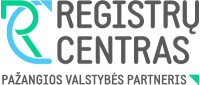 REGISTRŲ
CENTRAS
PAŽANGIOS VALSTYBĖS PARTNERIS